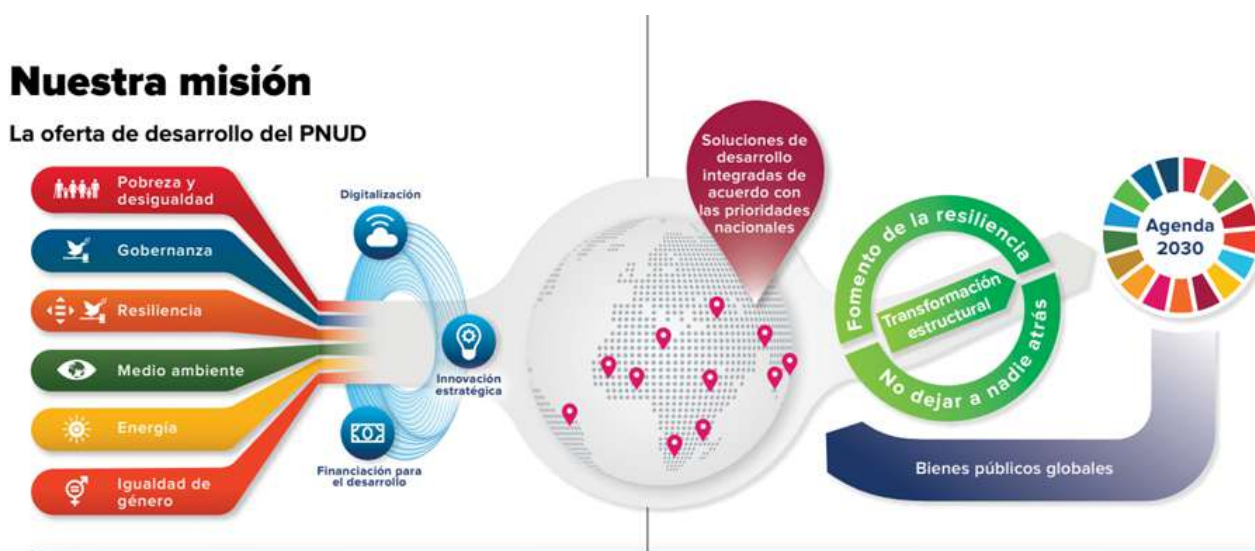 Nuestra misión
La oferta de desarrollo del PNUD
Pobreza y
desigualdad
Gobernanza
Resiliencia
Medio ambiente
Energía
Igualdad de
género
Digitalización
Innovación
estratégica
Financiación para
el desarrollo
Soluciones de
desarrollo
integradas de
acuerdo con
las prioridades
nacionales
Fomento de la resiliencia
Transformación
estructural
No dejar a nadie atrás
Agenda
2030
Bienes públicos globales